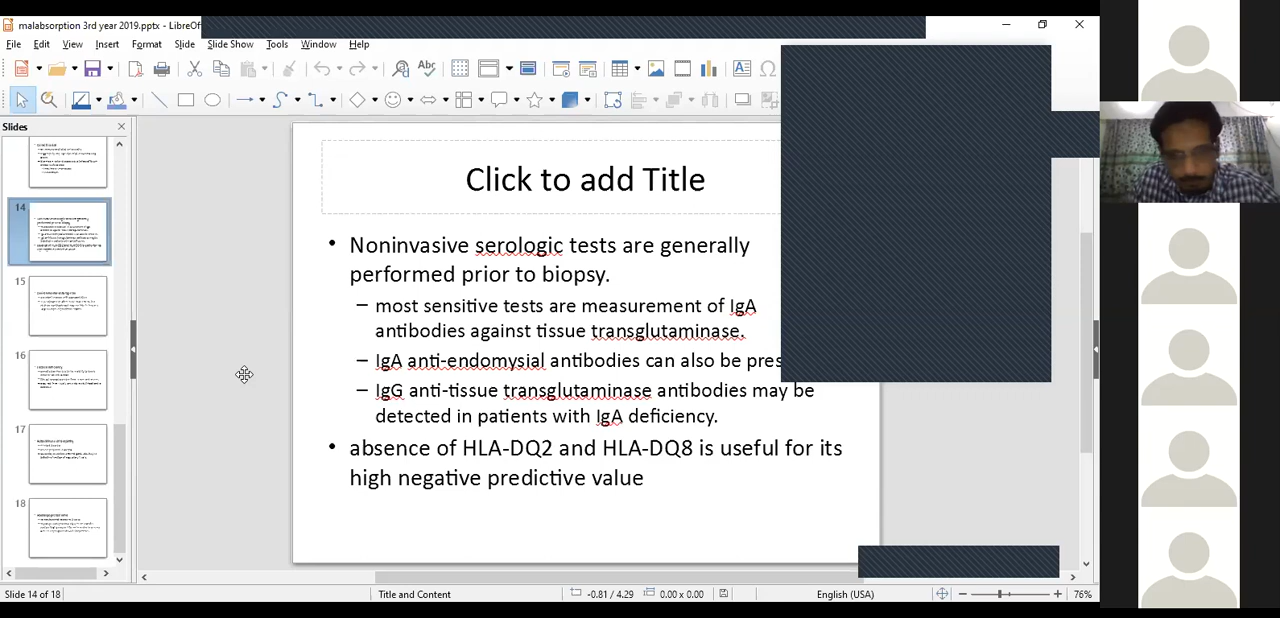 malabsorption 3rd year 2019.pptx - LibreOf
File Edit View Insert Format Slide Slide Show Tools Window Help
Abc
Slides
14
15
16
17
18
Click to add Title
• Noninvasive serologic tests are generally
performed prior to biopsy.
– most sensitive tests are measurement of IgA
antibodies against tissue transglutaminase.
– IgA anti-endomysial antibodies can also be pres
– IgG anti-tissue transglutaminase antibodies may be
detected in patients with IgA deficiency.
• absence of HLA-DQ2 and HLA-DQ8 is useful for its
high negative predictive value
Slide 14 of 18 Title and Content -0.81 / 4.29 0.00 x 0.00 English (USA) 76%